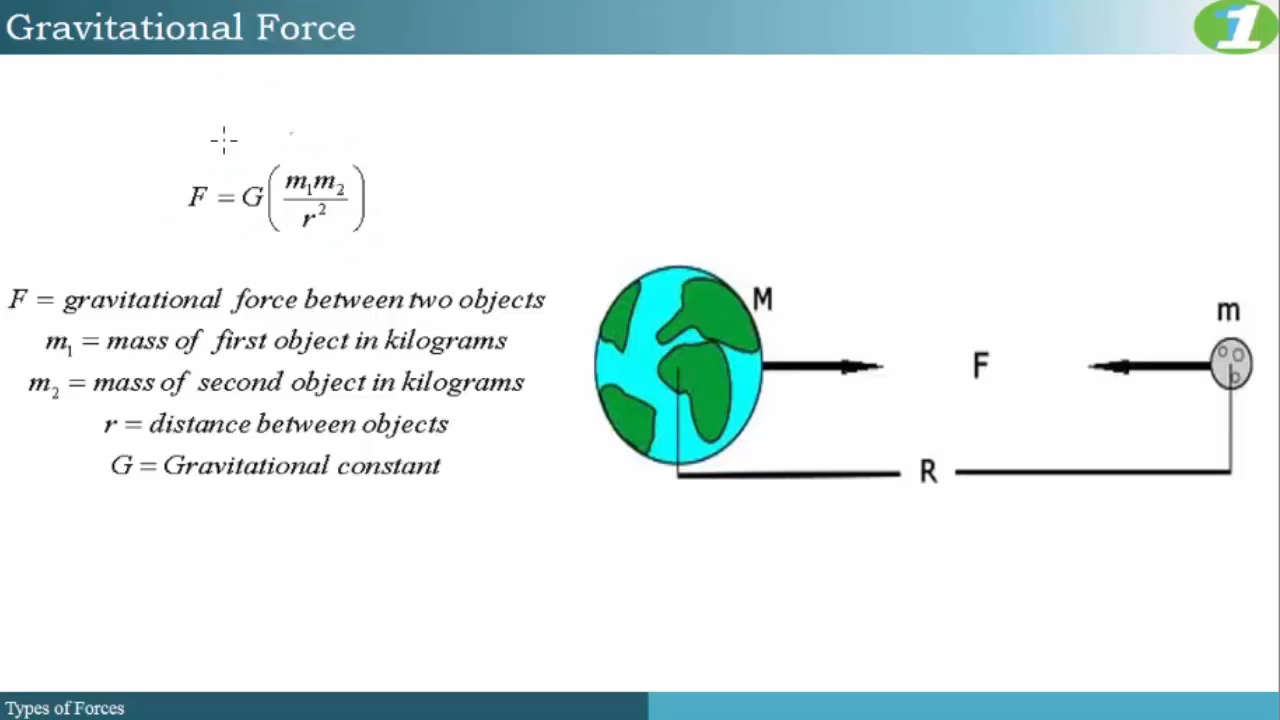 Gravitational Force
1
F = G(m₁m₂/r²)
F = gravitational force between two objects
m₁ = mass of first object in kilograms
m₂ = mass of second object in kilograms
r = distance between objects
G = Gravitational constant
M
m
F
R
Types of Forces